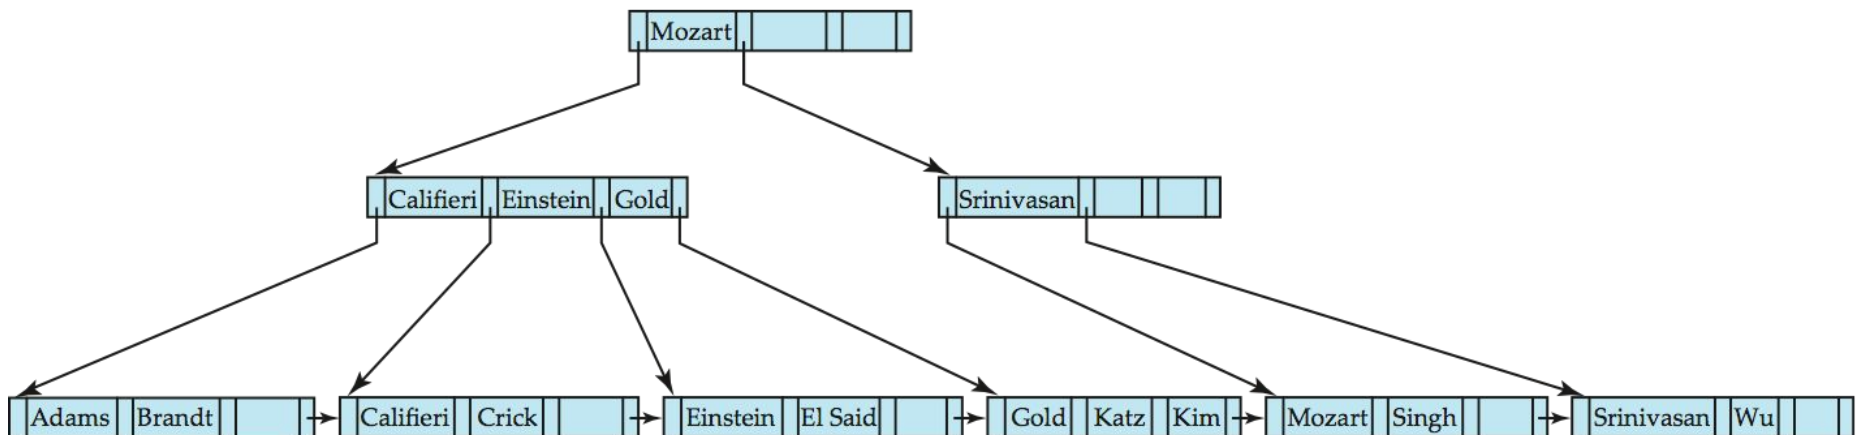 Mozart
Califieri Einstein Gold
Srinivasan
Adams Brandt
Califieri Crick
Einstein El Said
Gold Katz Kim
Mozart Singh
Srinivasan Wu